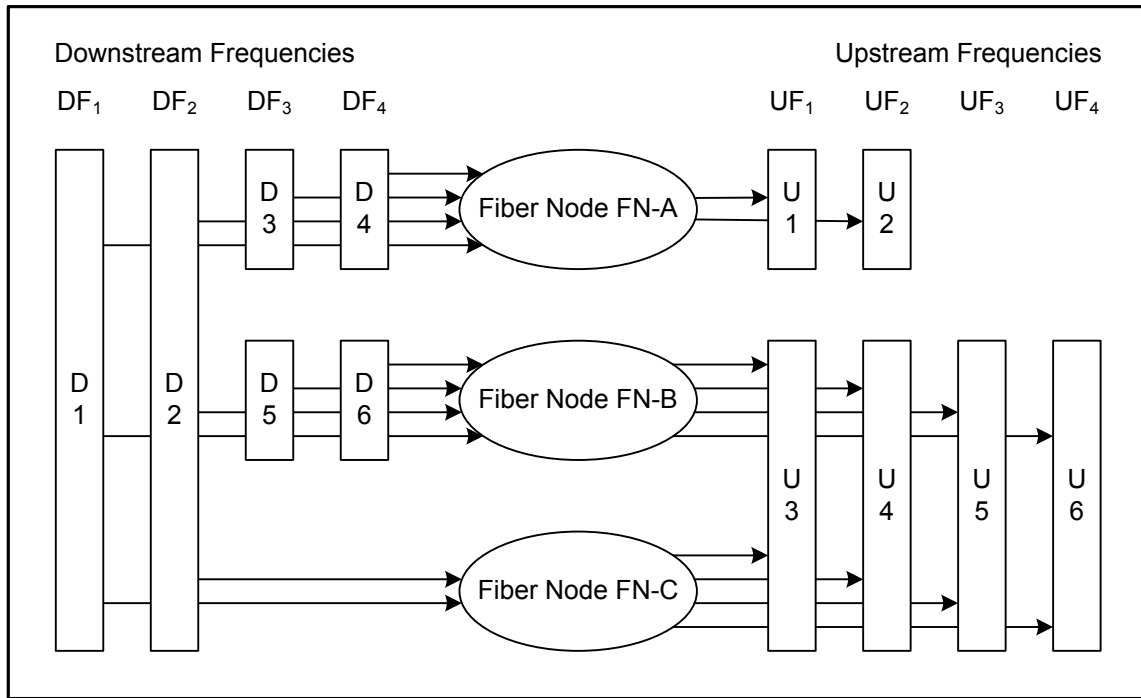 Downstream Frequencies
Upstream Frequencies
DF₁ DF₂ DF₃ DF₄
UF₁ UF₂ UF₃ UF₄
D
1
D
2
D
3
D
4
Fiber Node FN-A
U
1
U
2
D
5
D
6
Fiber Node FN-B
U
3
U
4
U
5
U
6
Fiber Node FN-C